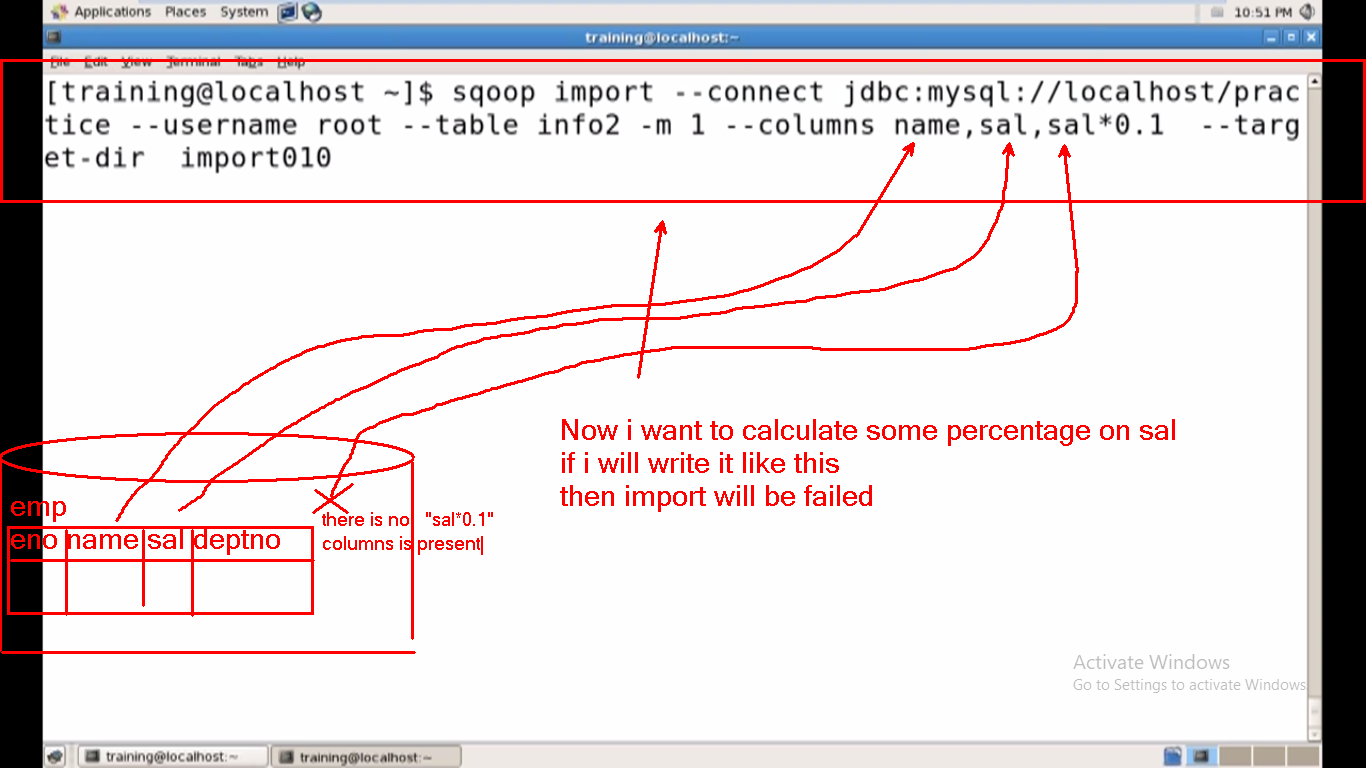 Applications Places System 10:51 PM
training@localhost:~
File Edit View Terminal Tabs Help
[training@localhost ~]$ sqoop import --connect jdbc:mysql://localhost/prac
tice --username root --table info2 -m 1 --columns name,sal,sal*0.1 --targ
et-dir import010
Now i want to calculate some percentage on sal
if i will write it like this
then import will be failed
emp
there is no "sal*0.1"
eno name sal deptno
columns is present
Activate Windows
Go to Settings to activate Windows
training@localhost:~ training@localhost:~